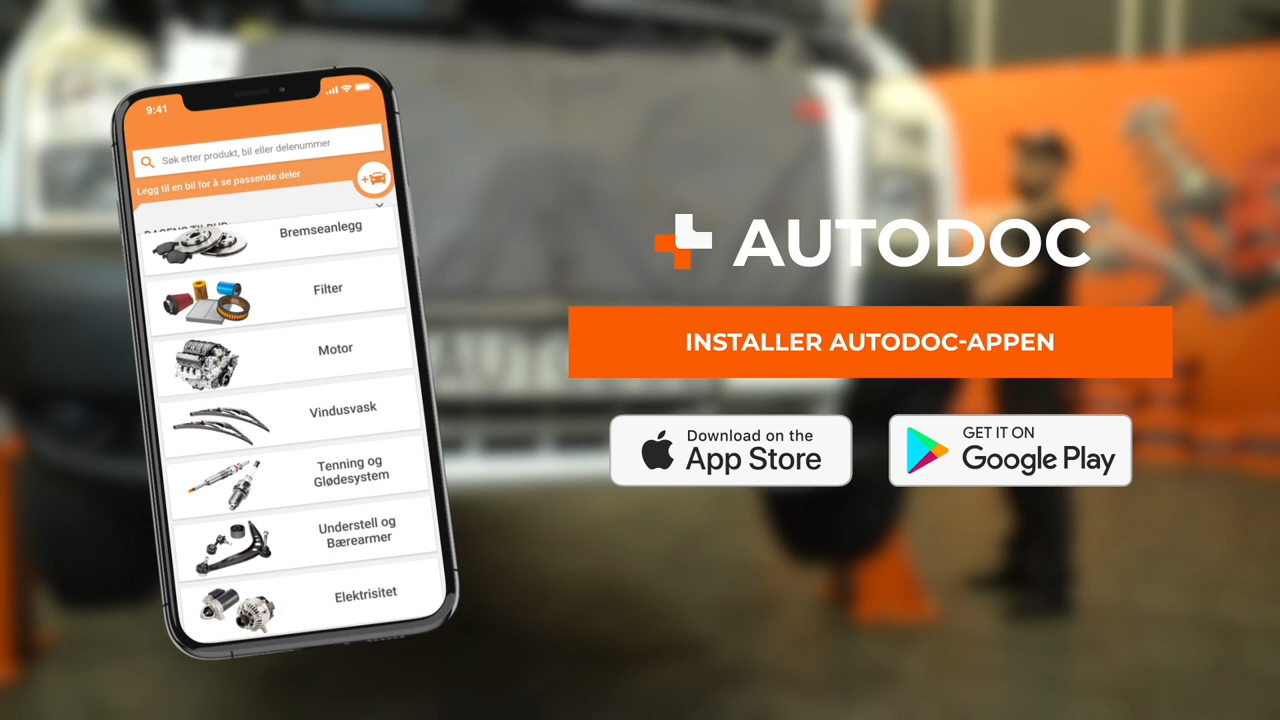 9:41
Søk etter produkt, bil eller delenummer
Legg til en bil for å se passende deler
Bremseanlegg
Filter
Motor
Vindusvask
Tenning og
Glødesystem
Understell og
Bærearmer
Elektrisitet
AUTODOC
INSTALLER AUTODOC-APPEN
Download on the
App Store
GET IT ON
Google Play